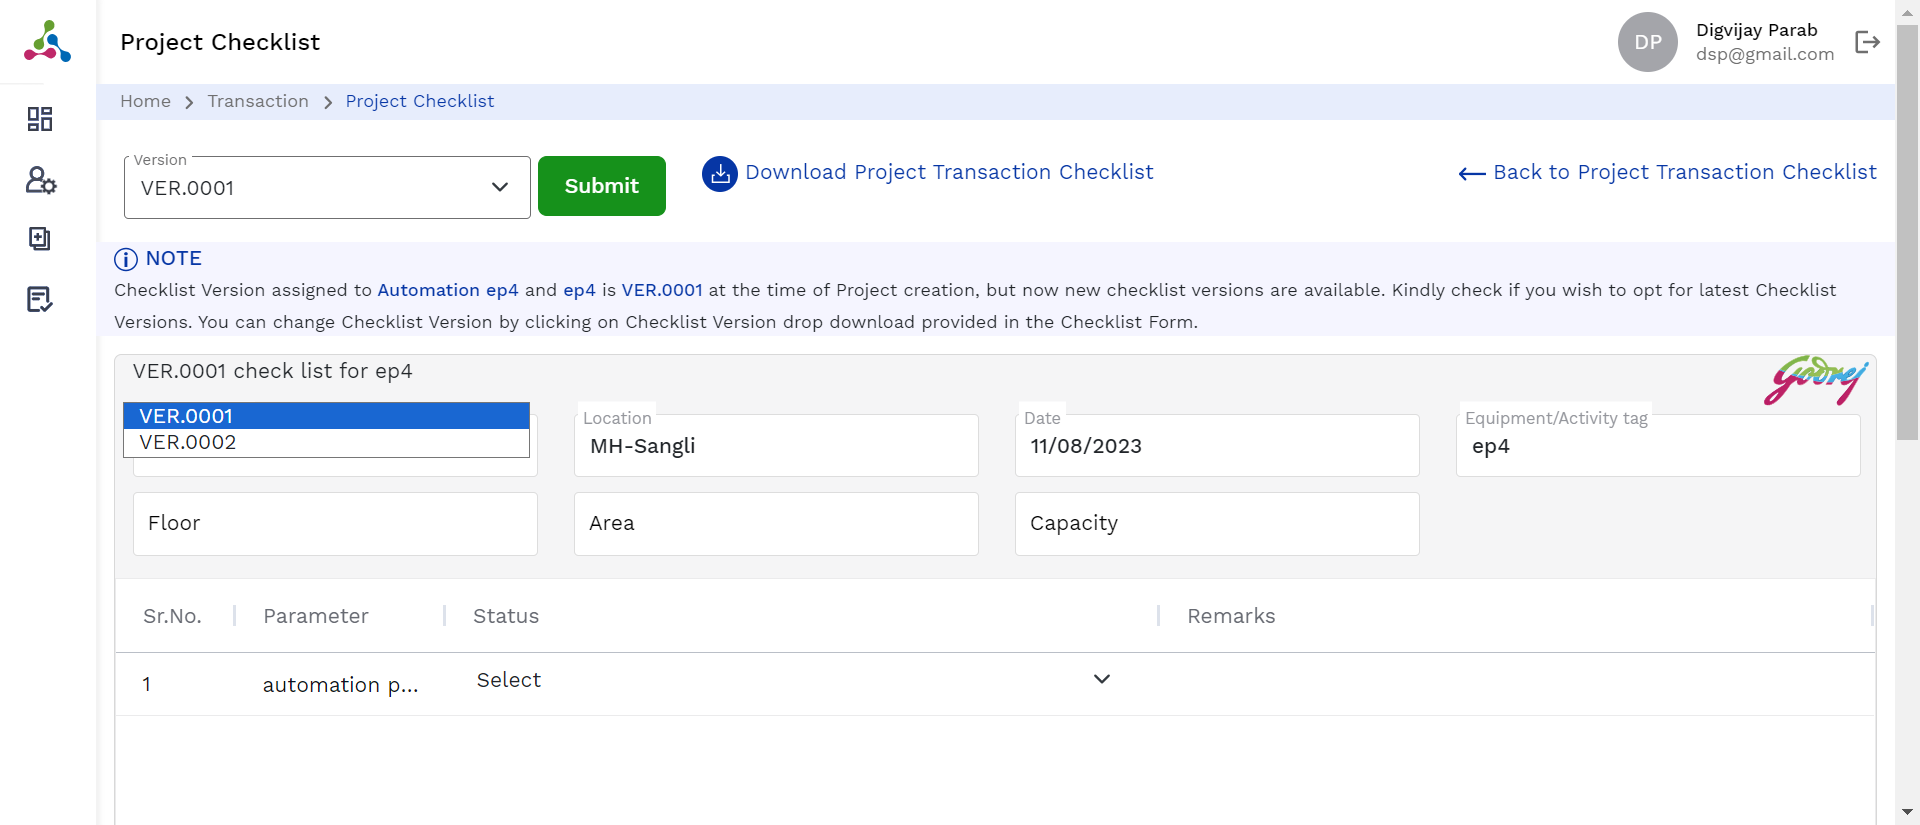 Project Checklist
DP
Digvijay Parab
dsp@gmail.com
Home > Transaction > Project Checklist
Version
VER.0001
Submit
Download Project Transaction Checklist
Back to Project Transaction Checklist
NOTE
Checklist Version assigned to Automation ep4 and ep4 is VER.0001 at the time of Project creation, but now new checklist versions are available. Kindly check if you wish to opt for latest Checklist
Versions. You can change Checklist Version by clicking on Checklist Version drop download provided in the Checklist Form.
VER.0001 check list for ep4
godrej
VER.0001
VER.0002
Location
MH-Sangli
Date
11/08/2023
Equipment/Activity tag
ep4
Floor
Area
Capacity
Sr.No.
Parameter
Status
Remarks
1
automation p...
Select